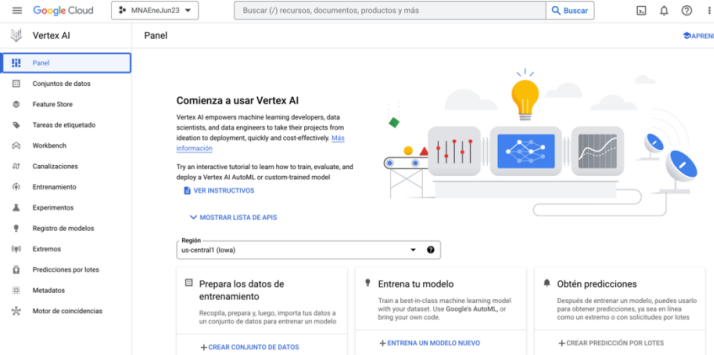 Google Cloud
MNAEneJun23
Buscar (/) recursos, documentos, productos y más
Buscar
Vertex AI
Panel
APREN
Panel
Conjuntos de datos
Feature Store
Tareas de etiquetado
Workbench
Canalizaciones
Entrenamiento
Experimentos
Registro de modelos
Extremos
Predicciones por lotes
Metadatos
Motor de coincidencias
Comienza a usar Vertex AI
Vertex AI empowers machine learning developers, data
scientists, and data engineers to take their projects from
ideation to deployment, quickly and cost-effectively. Más
información
Try an interactive tutorial to learn how to train, evaluate, and
deploy a Vertex AI AutoML or custom-trained model
VER INSTRUCTIVOS
MOSTRAR LISTA DE APIS
Región
us-central1 (Iowa)
Prepara los datos de
entrenamiento
Recopila, prepara y, luego, importa tus datos a
un conjunto de datos para entrenar un modelo
+ CREAR CONJUNTO DE DATOS
Entrena tu modelo
Train a best-in-class machine learning model
with your dataset. Use Google's AutoML, or
bring your own code.
+ ENTRENA UN MODELO NUEVO
Obtén predicciones
Después de entrenar un modelo, puedes usarlo
para obtener predicciones, ya sea en línea
como un extremo o con solicitudes por lotes
+ CREAR PREDICCIÓN POR LOTES